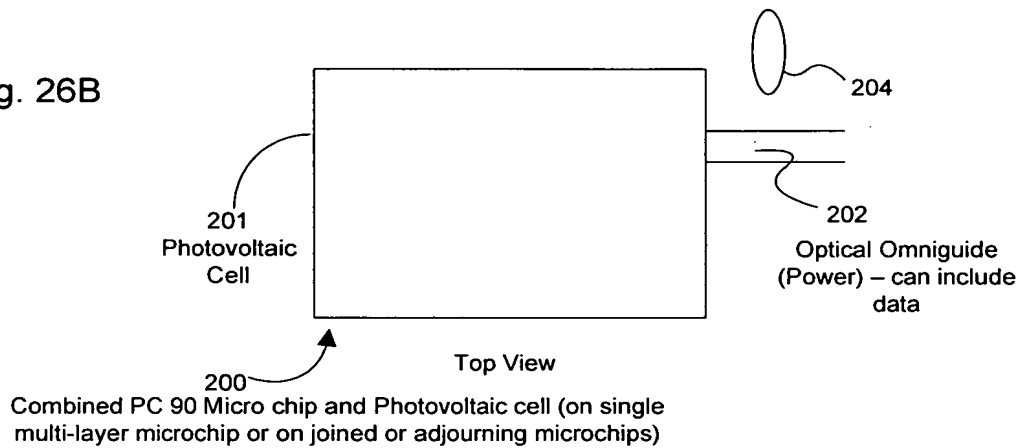 g. 26B
204
201
Photovoltaic
Cell
202
Optical Omniguide
(Power) – can include
data
Top View
200
Combined PC 90 Micro chip and Photovoltaic cell (on single
multi-layer microchip or on joined or adjourning microchips)